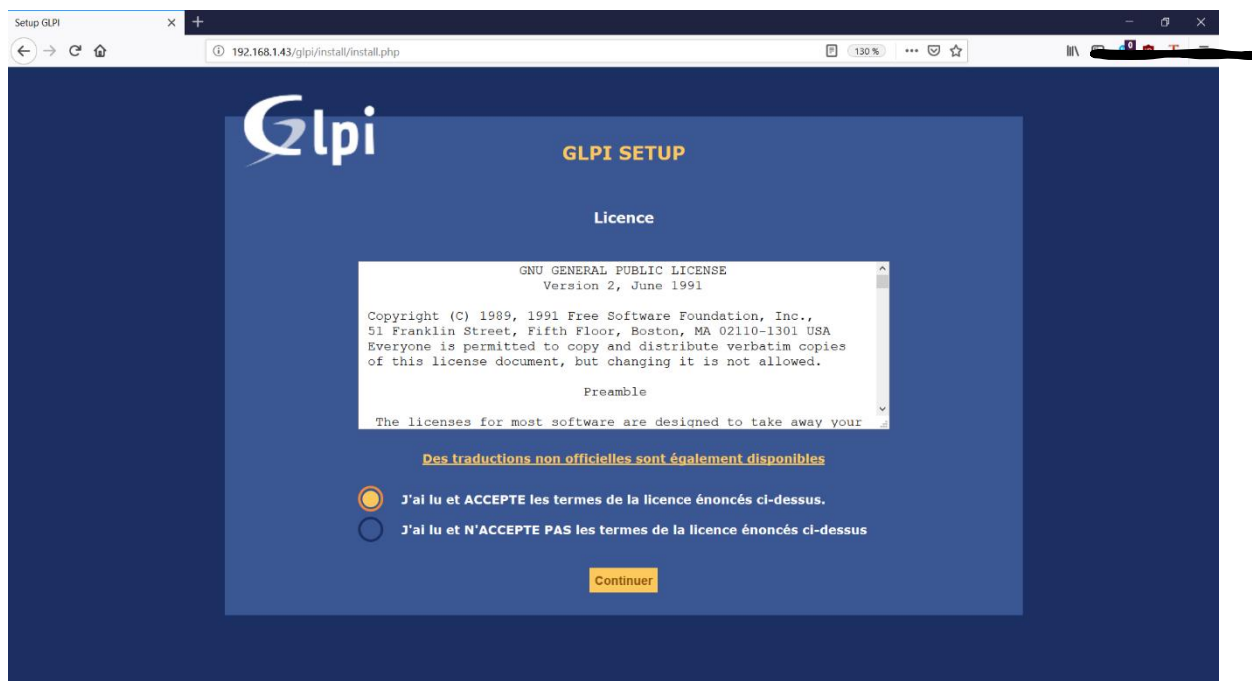 Setup GLPI
192.168.1.43/glpi/install/install.php
130 %
Glpi
GLPI SETUP
Licence
GNU GENERAL PUBLIC LICENSE
Version 2, June 1991
Copyright (C) 1989, 1991 Free Software Foundation, Inc.,
51 Franklin Street, Fifth Floor, Boston, MA 02110-1301 USA
Everyone is permitted to copy and distribute verbatim copies
of this license document, but changing it is not allowed.
Preamble
The licenses for most software are designed to take away your
Des traductions non officielles sont également disponibles
J'ai lu et ACCEPTE les termes de la licence énoncés ci-dessus.
J'ai lu et N'ACCEPTE PAS les termes de la licence énoncés ci-dessus
Continuer